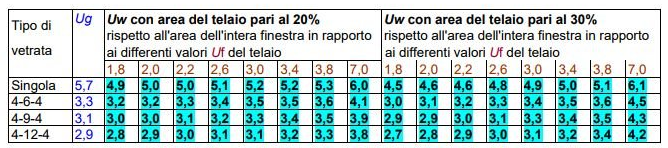 Tipo di
vetrata
Ug
Uw con area del telaio pari al 20%
rispetto all'area dell'intera finestra in rapporto
ai differenti valori Uf del telaio
Uw con area del telaio pari al 30%
rispetto all'area dell'intera finestra in rapporto
ai differenti valori Uf del telaio
1,8 2,0 2,2 2,6 3,0 3,4 3,8 7,0 1,8 2,0 2,2 2,6 3,0 3,4 3,8 7,0
Singola 5,7 4,9 5,0 5,0 5,1 5,2 5,2 5,3 6,0 4,5 4,6 4,6 4,8 4,9 5,0 5,1 6,1
4-6-4 3,3 3,2 3,2 3,3 3,4 3,5 3,5 3,6 4,1 3,0 3,1 3,2 3,3 3,4 3,5 3,6 4,5
4-9-4 3,1 3,0 3,0 3,1 3,2 3,3 3,4 3,5 3,9 2,9 2,9 3,0 3,1 3,3 3,4 3,5 4,3
4-12-4 2,9 2,8 2,9 3,0 3,1 3,1 3,2 3,3 3,8 2,7 2,8 2,9 3,0 3,1 3,2 3,4 4,2